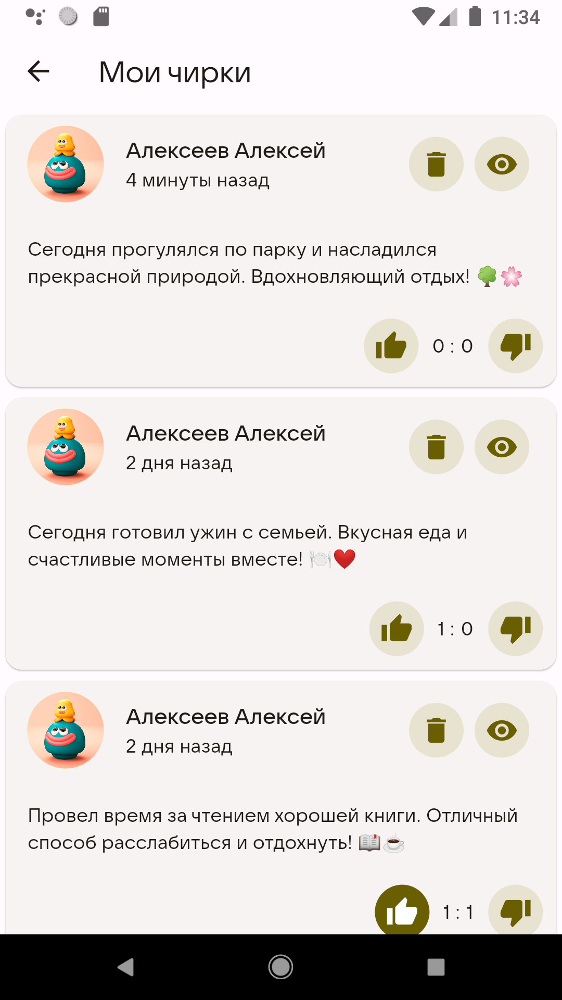 11:34
Мои чирки
Алексеев Алексей
4 минуты назад
Сегодня прогулялся по парку и насладился
прекрасной природой. Вдохновляющий отдых! 🌳🌸
0 : 0
Алексеев Алексей
2 дня назад
Сегодня готовил ужин с семьей. Вкусная еда и
счастливые моменты вместе! 🍽️❤️
1 : 0
Алексеев Алексей
2 дня назад
Провел время за чтением хорошей книги. Отличный
способ расслабиться и отдохнуть! 📖☕
1 : 1